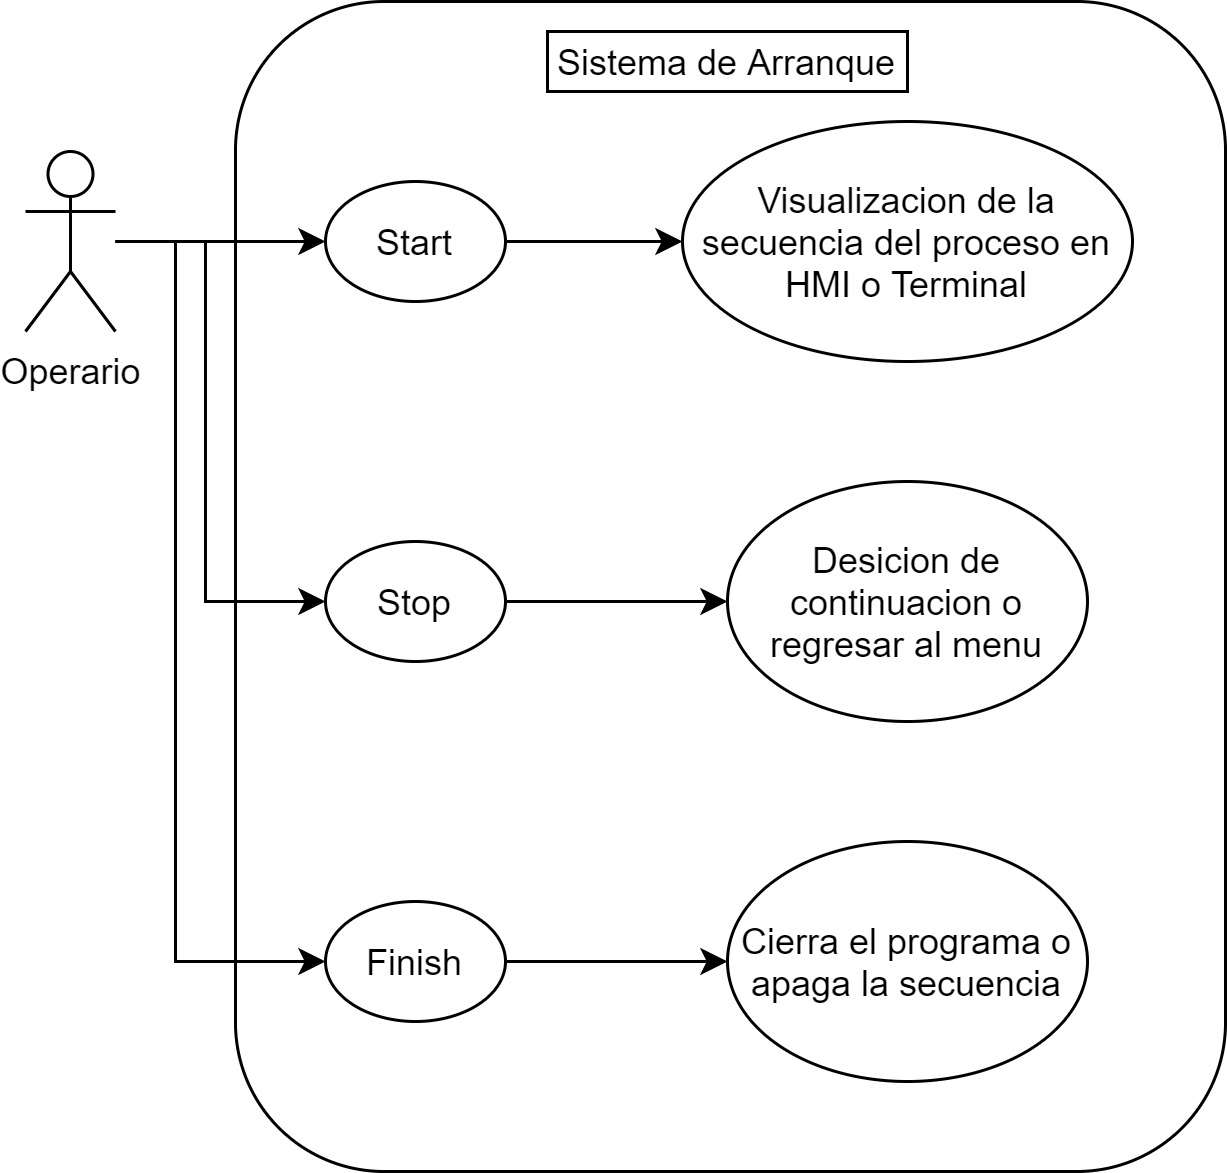 Sistema de Arranque
Operario
Start
Visualizacion de la
secuencia del proceso en
HMI o Terminal
Stop
Desicion de
continuacion o
regresar al menu
Finish
Cierra el programa o
apaga la secuencia